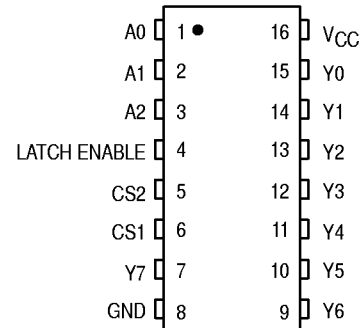 A0 1 16 VCC
A1 2 15 Y0
A2 3 14 Y1
LATCH ENABLE 4 13 Y2
CS2 5 12 Y3
CS1 6 11 Y4
Y7 7 10 Y5
GND 8 9 Y6